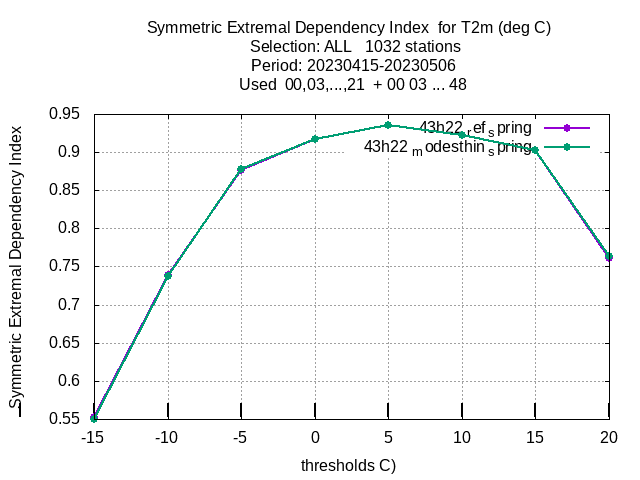 Symmetric Extremal Dependency Index  for T2m (deg C)
Selection: ALL   1032 stations
Period: 20230415-20230506
Used  00,03,...,21  + 00 03 ... 48
43h22_ref_spring
43h22_modesthin_spring
Symmetric Extremal Dependency Index
0.95
0.9
0.85
0.8
0.75
0.7
0.65
0.6
0.55
-15 -10 -5 0 5 10 15 20
thresholds C)